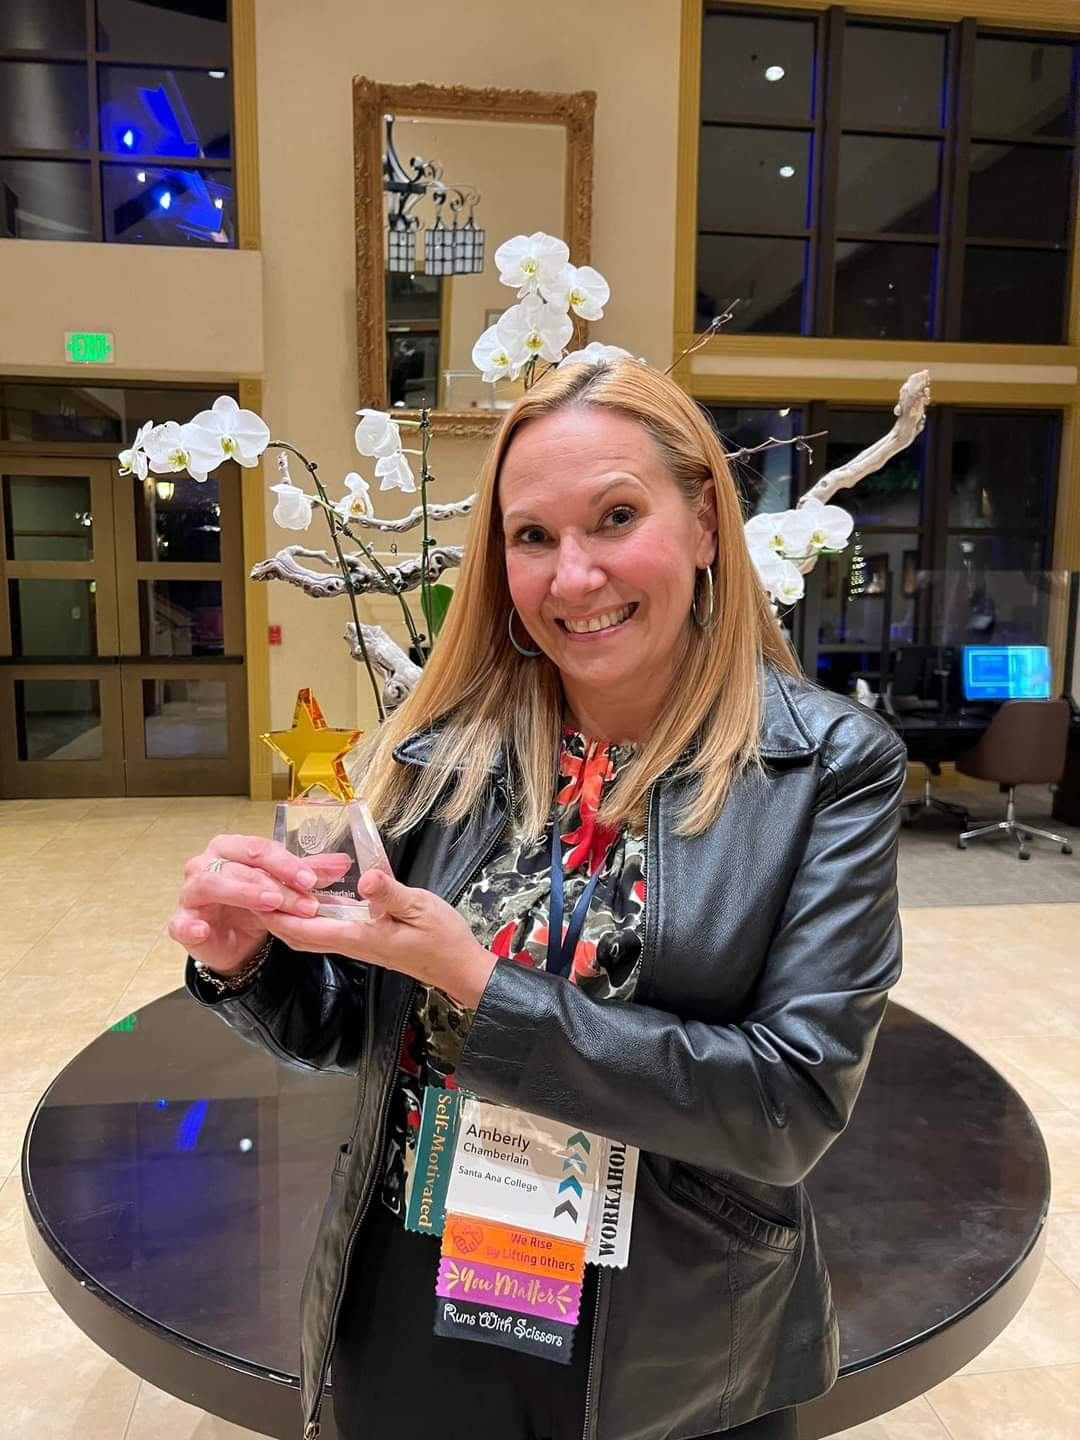 EXIT
Chamberlain
Self-Motivated
Amberly
Chamberlain
Santa Ana College
WORKAHOL
We Rise
By Lifting Others
You Matter
Runs With Scissors